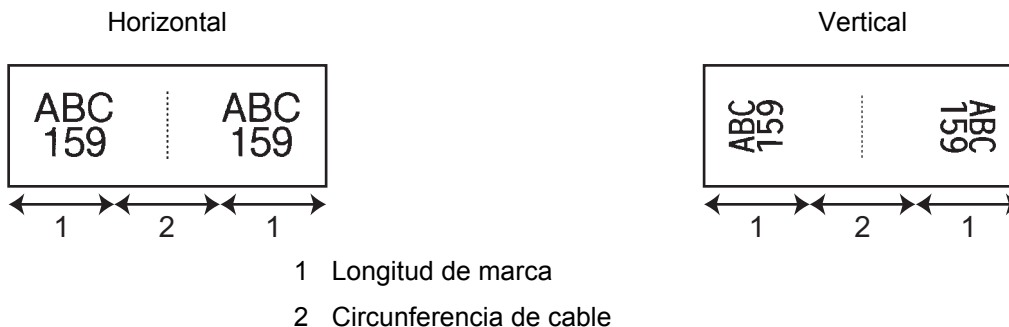 Horizontal
Vertical
ABC
159
ABC
159
ABC
159
ABC
159
1 2 1
1 2 1
1 Longitud de marca
2 Circunferencia de cable